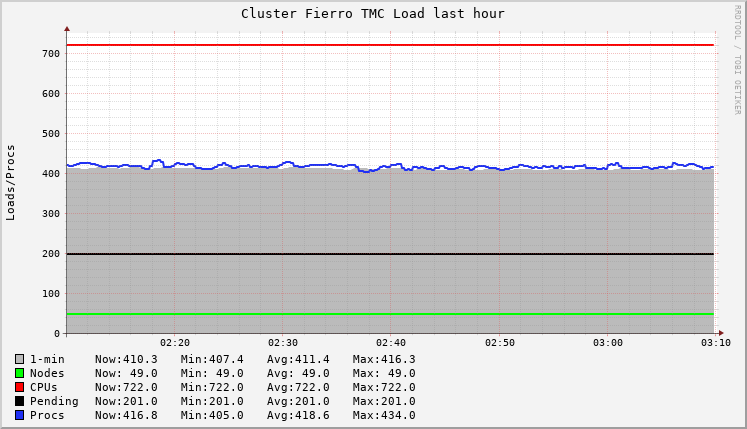 Cluster Fierro TMC Load last hour
RRDTOOL / TOBI OETIKER
Loads/Procs
700
600
500
400
300
200
100
0
02:20 02:30 02:40 02:50 03:00 03:10
1-min Now:410.3 Min:407.4 Avg:411.4 Max:416.3
Nodes Now: 49.0 Min: 49.0 Avg: 49.0 Max: 49.0
CPUs Now:722.0 Min:722.0 Avg:722.0 Max:722.0
Pending Now:201.0 Min:201.0 Avg:201.0 Max:201.0
Procs Now:416.8 Min:405.0 Avg:418.6 Max:434.0